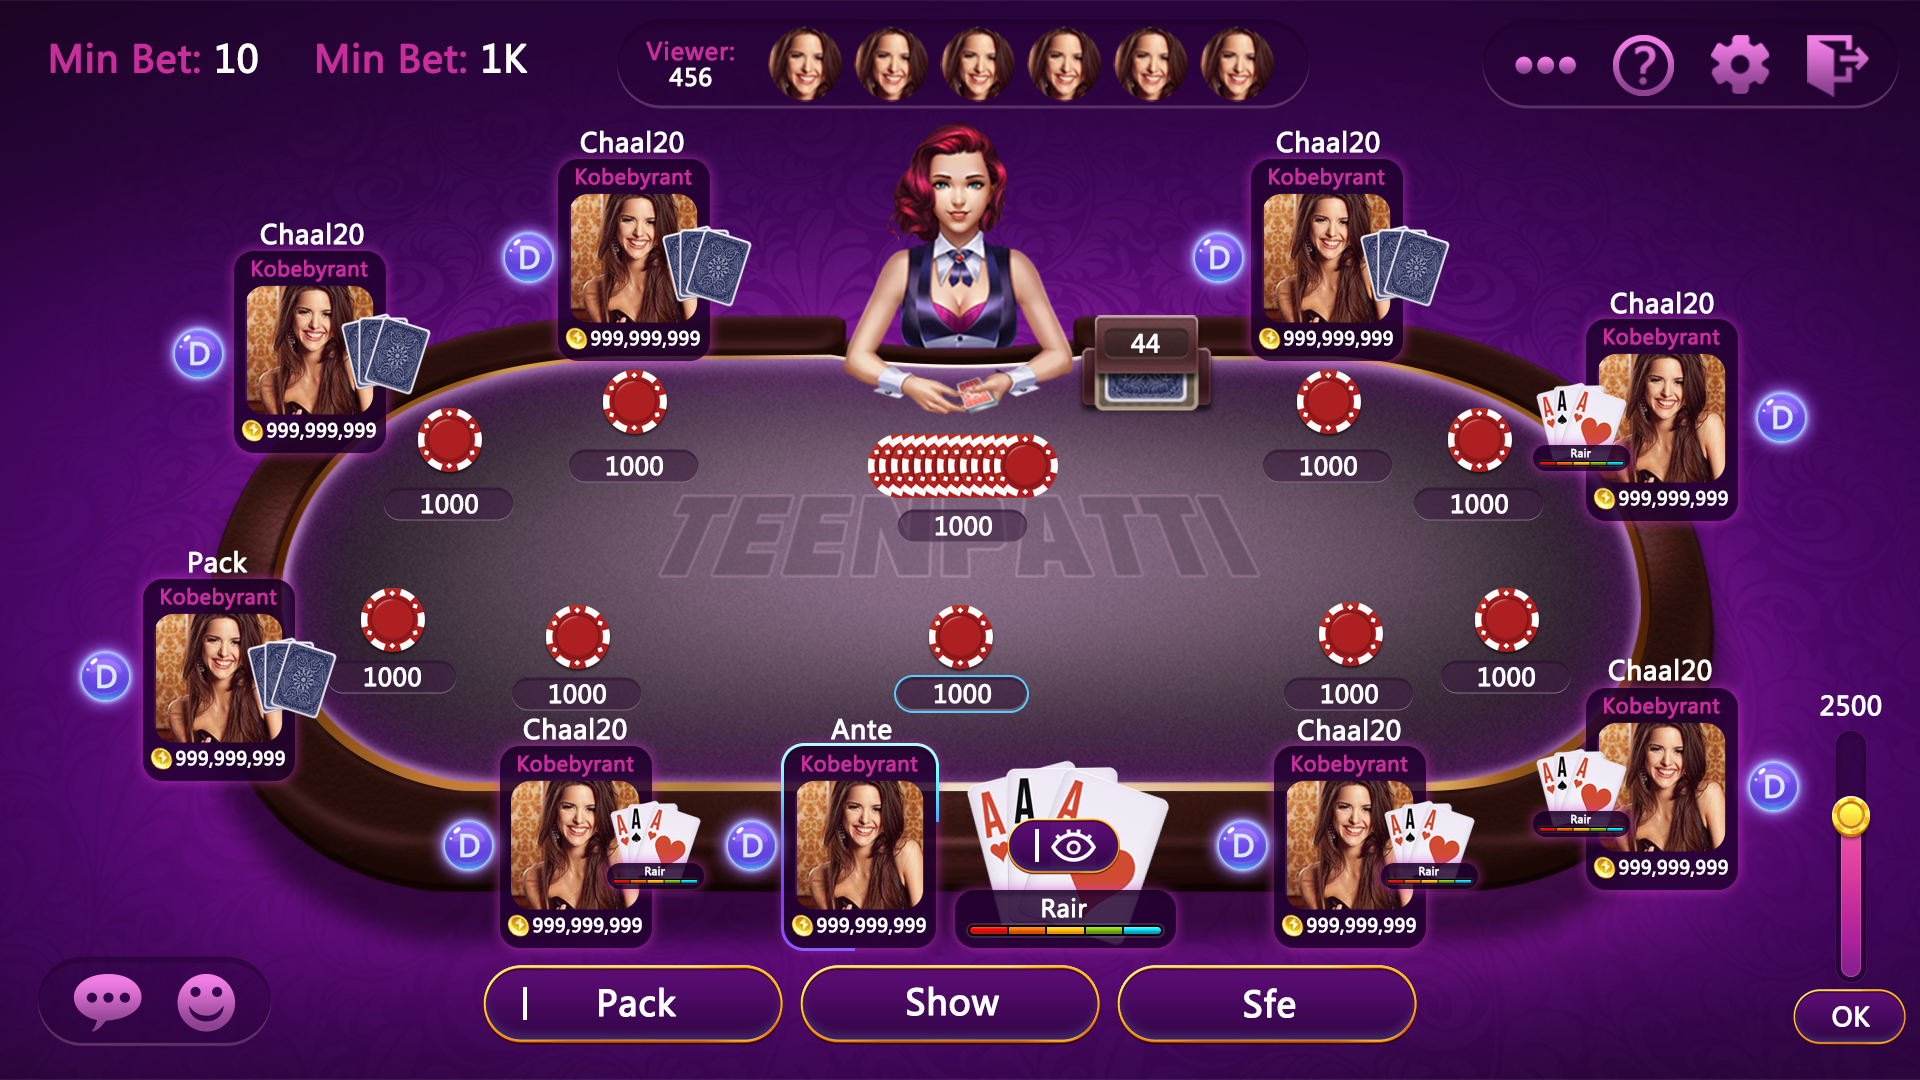 Min Bet: 10
Min Bet: 1K
Viewer:
456
Chaal20
Kobebyrant
D
999,999,999
Chaal20
Kobebyrant
D
999,999,999
Chaal20
Kobebyrant
D
999,999,999
44
Chaal20
Kobebyrant
A A A
Rair
D
999,999,999
1000
1000
1000
1000
1000
TEENPATTI
Pack
Kobebyrant
D
999,999,999
1000
1000
1000
1000
1000
Chaal20
Kobebyrant
A A A
Rair
D
999,999,999
2500
Chaal20
Kobebyrant
D
A A A
Rair
999,999,999
Ante
Kobebyrant
D
999,999,999
A A A
Rair
Chaal20
Kobebyrant
D
A A A
Rair
999,999,999
Pack
Show
Sfe
OK